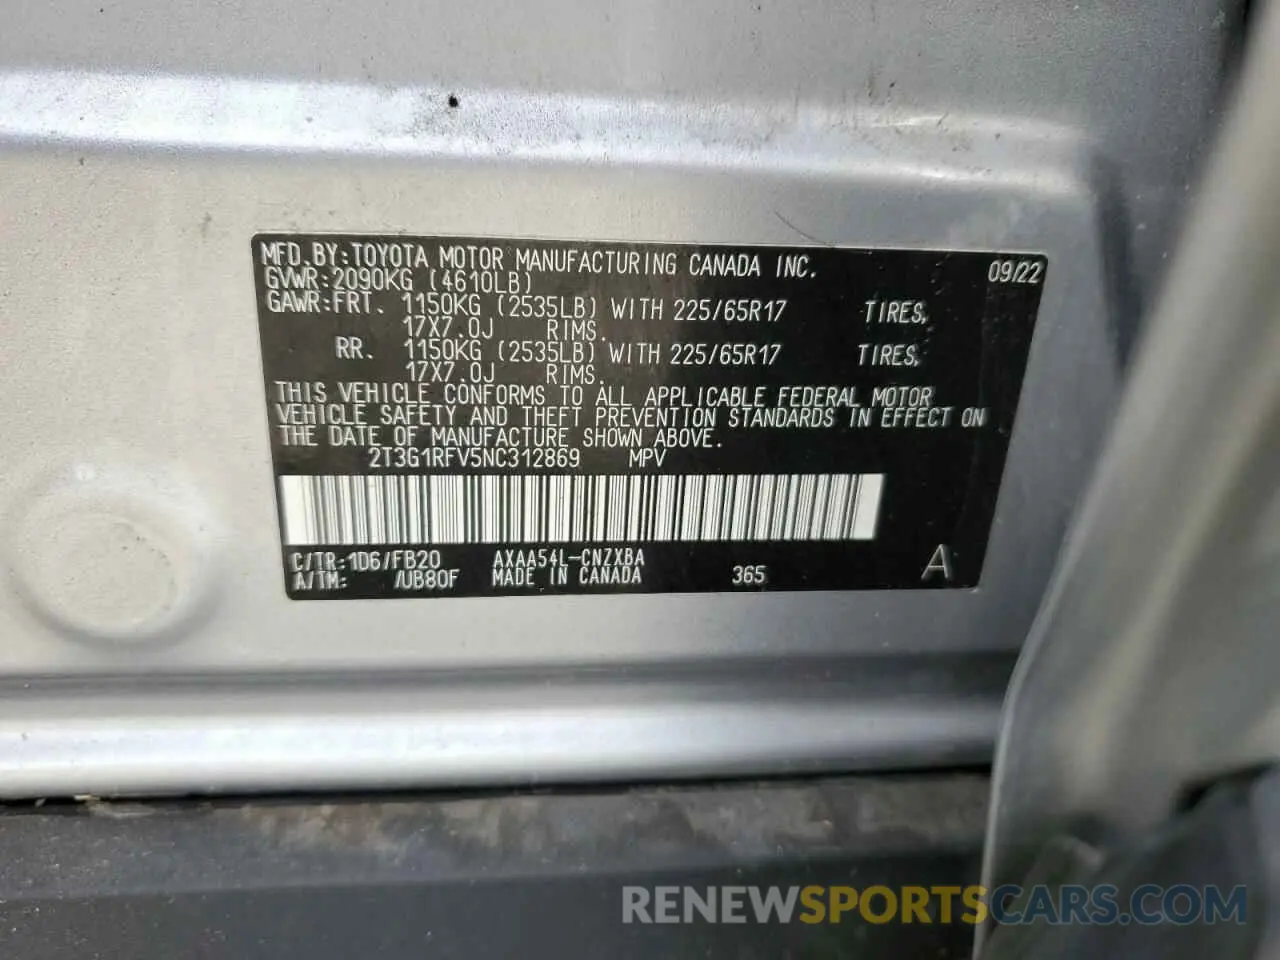 MFD.BY:TOYOTA MOTOR MANUFACTURING CANADA INC. 09/22
GVWR:2090KG (4610LB)
GAWR:FRT. 1150KG (2535LB) WITH 225/65R17 TIRES,
17X7.0J RIMS.
RR. 1150KG (2535LB) WITH 225/65R17 TIRES,
17X7.0J RIMS.
THIS VEHICLE CONFORMS TO ALL APPLICABLE FEDERAL MOTOR
VEHICLE SAFETY AND THEFT PREVENTION STANDARDS IN EFFECT ON
THE DATE OF MANUFACTURE SHOWN ABOVE.
2T3G1RFV5NC312869 MPV
C/TR:1D6/FB20 AXAA54L-CNZXBA
A/TM: /UB80F MADE IN CANADA 365 A
RENEWSPORTSCARS.COM